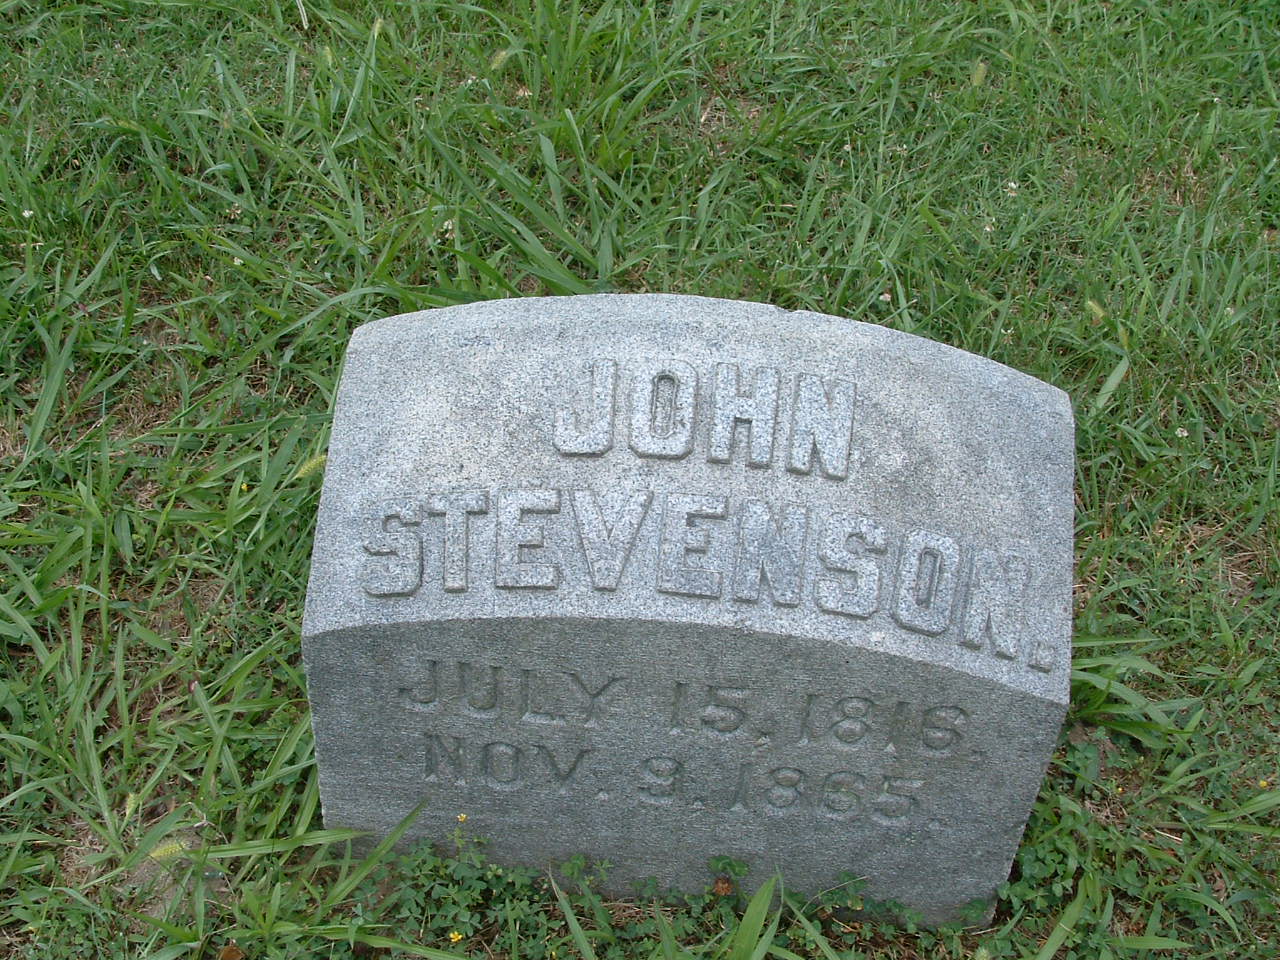 JOHN
STEVENSON.
JULY 15, 1816,
NOV. 9, 1865.